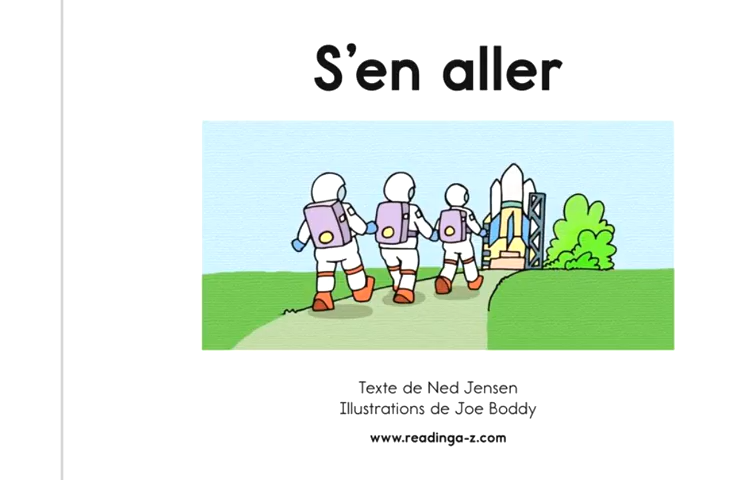 S'en aller
Texte de Ned Jensen
Illustrations de Joe Boddy
www.readinga-z.com